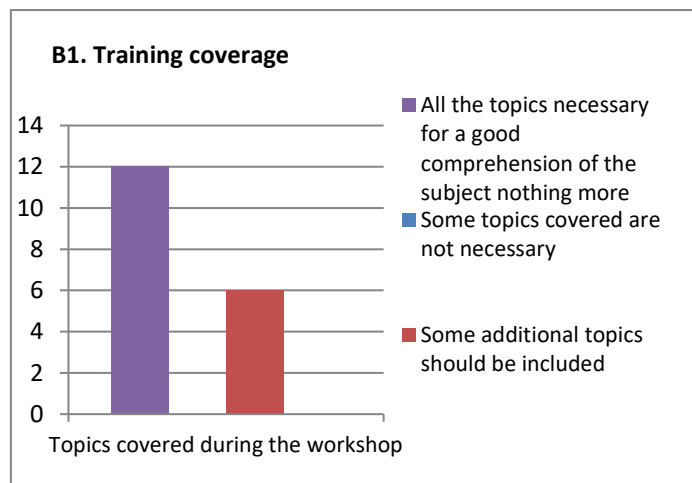 B1. Training coverage
14
12
10
8
6
4
2
0
Topics covered during the workshop
All the topics necessary
for a good
comprehension of the
subject nothing more
Some topics covered are
not necessary
Some additional topics
should be included